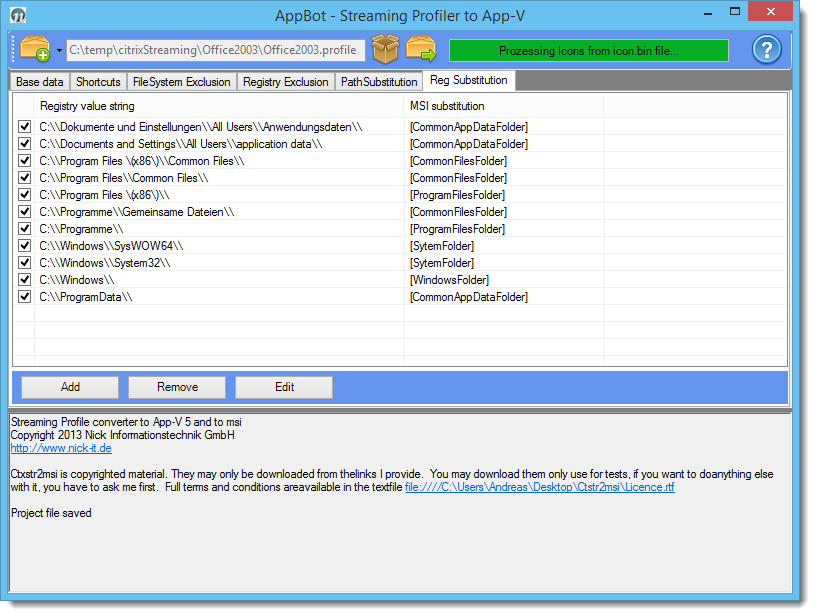 AppBot - Streaming Profiler to App-V
C:\temp\citrixStreaming\Office2003\Office2003.profile
Prozessing Icons from icon.bin file...
?
Base data Shortcuts FileSystem Exclusion Registry Exclusion PathSubstitution Reg Substitution
Registry value string MSI substitution
C:\\Dokumente und Einstellungen\\All Users\\Anwendungsdaten\\ [CommonAppDataFolder]
C:\\Documents and Settings\\All Users\\application data\\ [CommonAppDataFolder]
C:\\Program Files \(x86\)\\Common Files\\ [CommonFilesFolder]
C:\\Program Files\\Common Files\\ [CommonFilesFolder]
C:\\Program Files \(x86\)\\ [ProgramFilesFolder]
C:\\Programme\\Gemeinsame Dateien\\ [CommonFilesFolder]
C:\\Programme\\ [ProgramFilesFolder]
C:\\Windows\\SysWOW64\\ [SytemFolder]
C:\\Windows\\System32\\ [SytemFolder]
C:\\Windows\\ [WindowsFolder]
C:\\ProgramData\\ [CommonAppDataFolder]
Add Remove Edit
Streaming Profile converter to App-V 5 and to msi
Copyright 2013 Nick Informationstechnik GmbH
http://www.nick-it.de
Ctxstr2msi is copyrighted material. They may only be downloaded from thelinks I provide. You may download them only use for tests, if you want to doanything else
with it, you have to ask me first. Full terms and conditions areavailable in the textfile file:////C:\Users\Andreas\Desktop\Ctstr2msi\Licence.rtf
Project file saved